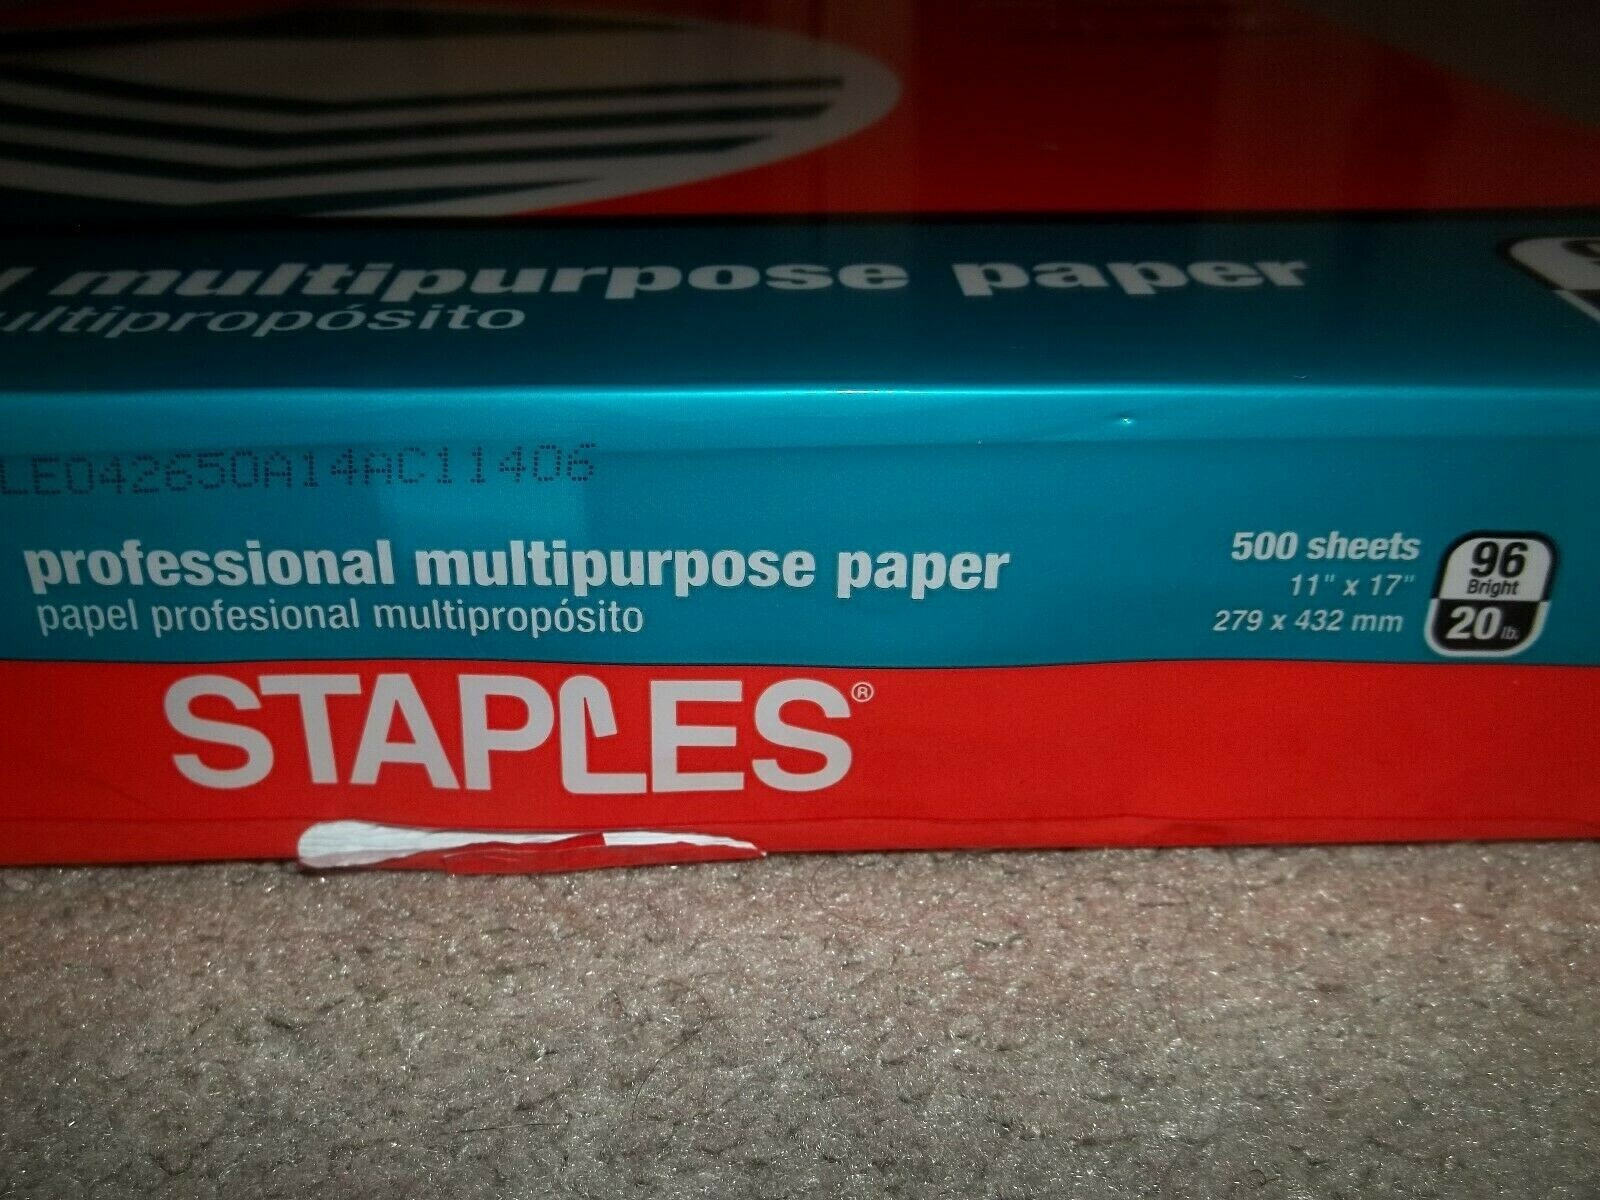 multipurpose paper
LE042650A14AC11406
professional multipurpose paper
papel profesional multipropósito
500 sheets
11" x 17"
279 x 432 mm
96
Bright
20 lb.
STAPLES®